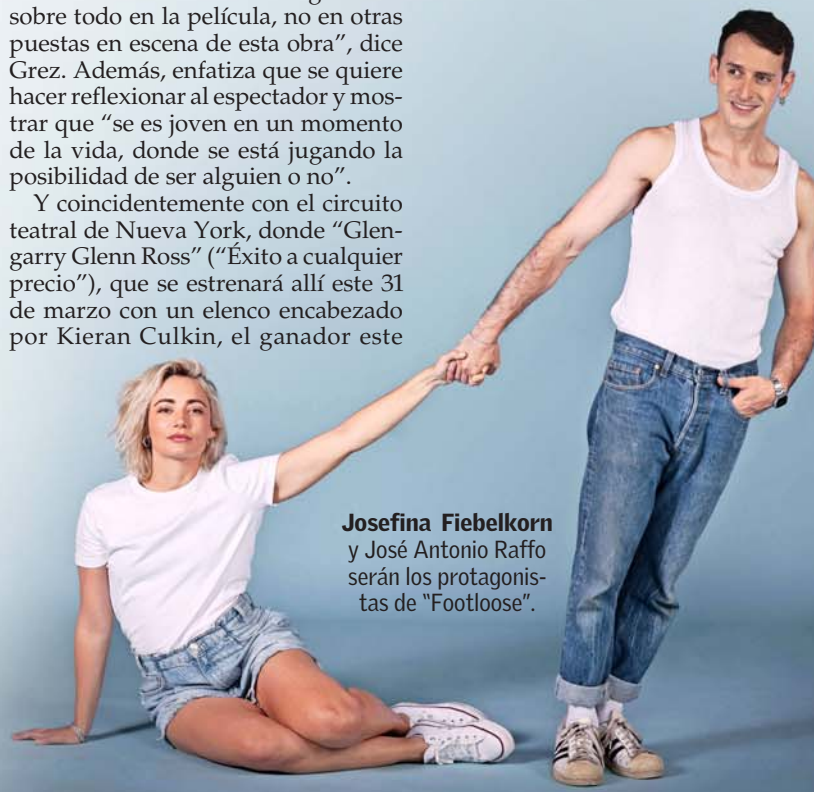 sobre todo en la película, no en otras
puestas en escena de esta obra”, dice
Grez. Además, enfatiza que se quiere
hacer reflexionar al espectador y mos-
trar que “se es joven en un momento
de la vida, donde se está jugando la
posibilidad de ser alguien o no”.
Y coincidentemente con el circuito
teatral de Nueva York, donde “Glen-
garry Glenn Ross” (“Éxito a cualquier
precio”), que se estrenará allí este 31
de marzo con un elenco encabezado
por Kieran Culkin, el ganador este
Josefina Fiebelkorn
y José Antonio Raffo
serán los protagonis-
tas de “Footloose”.